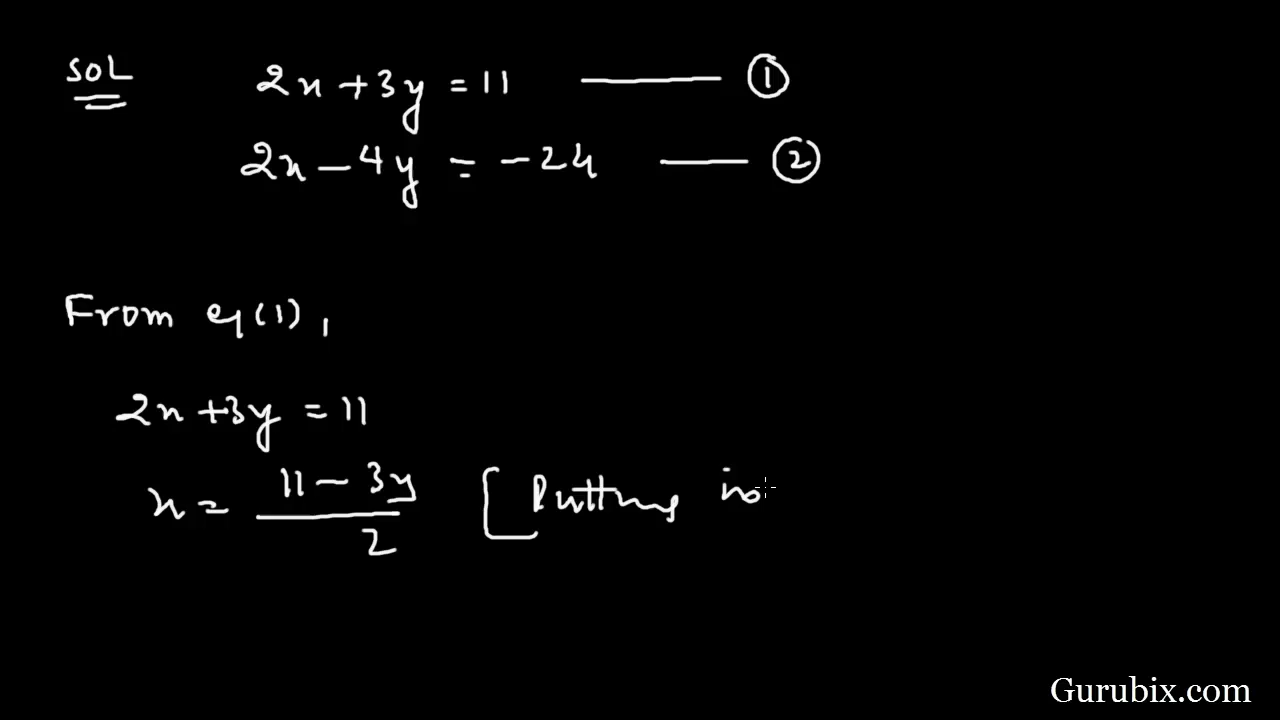 SOL 2x + 3y = 11 ——— ①
2x - 4y = -24 ——— ②
From eq (1),
2x + 3y = 11
x = (11 - 3y)/2 [Putting in
Gurubix.com